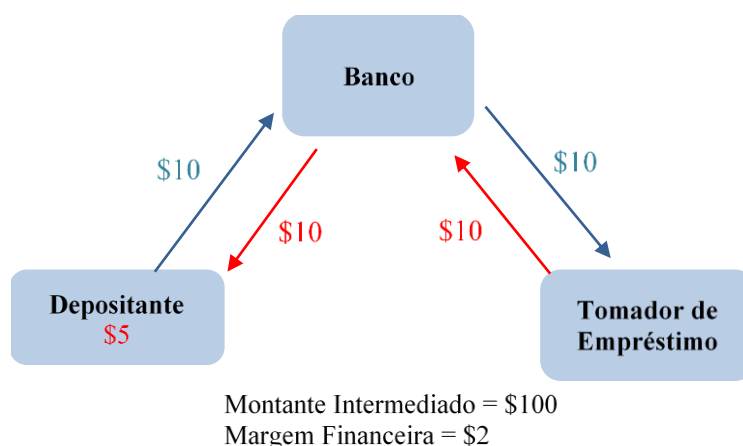 Banco
$10
$10
$10
$10
Depositante
$5
Tomador de
Empréstimo
Montante Intermediado = $100
Margem Financeira = $2